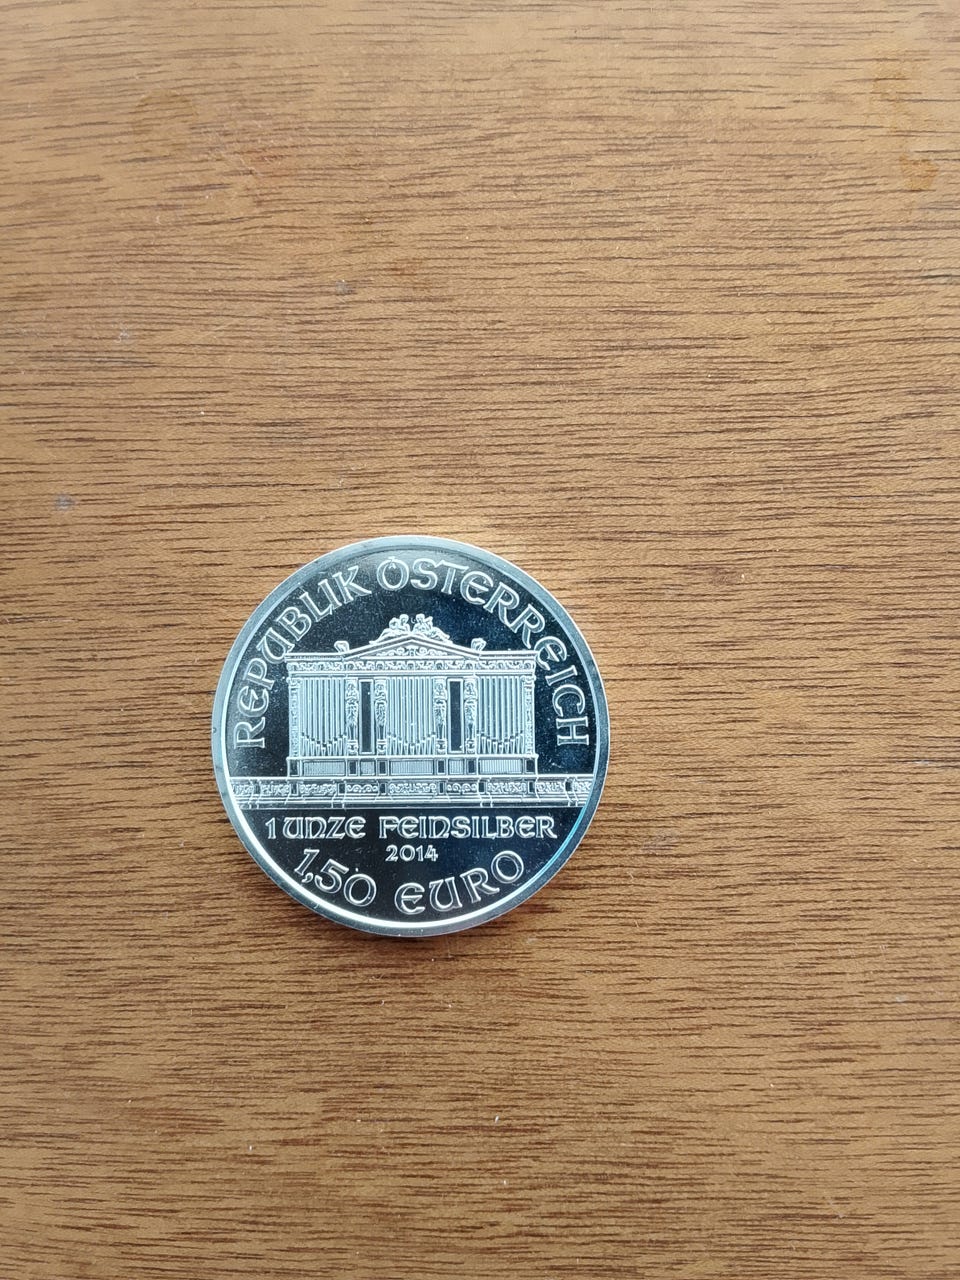 REPUBLIK ÖSTERREICH
1 UNZE FEINSILBER
2014
1,50 EURO